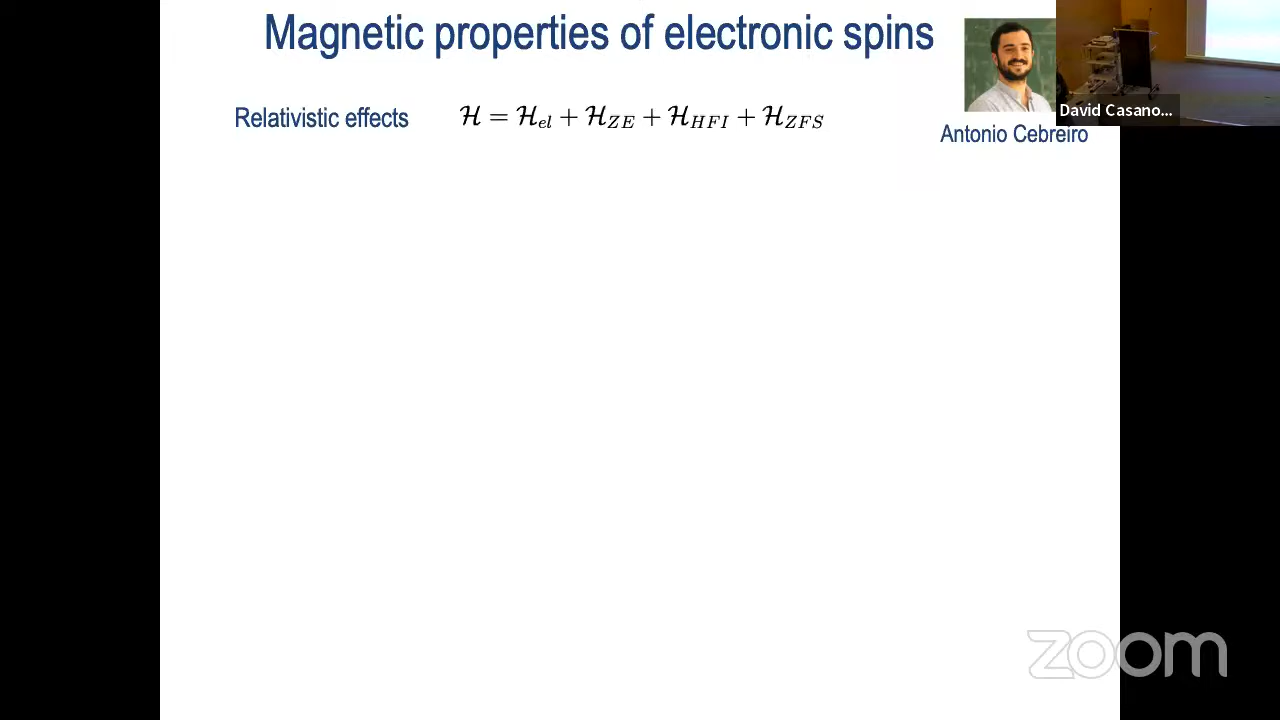 Magnetic properties of electronic spins
Relativistic effects
ℋ = ℋ_el + ℋ_ZE + ℋ_HFI + ℋ_ZFS
David Casano...
Antonio Cebreiro
zoom